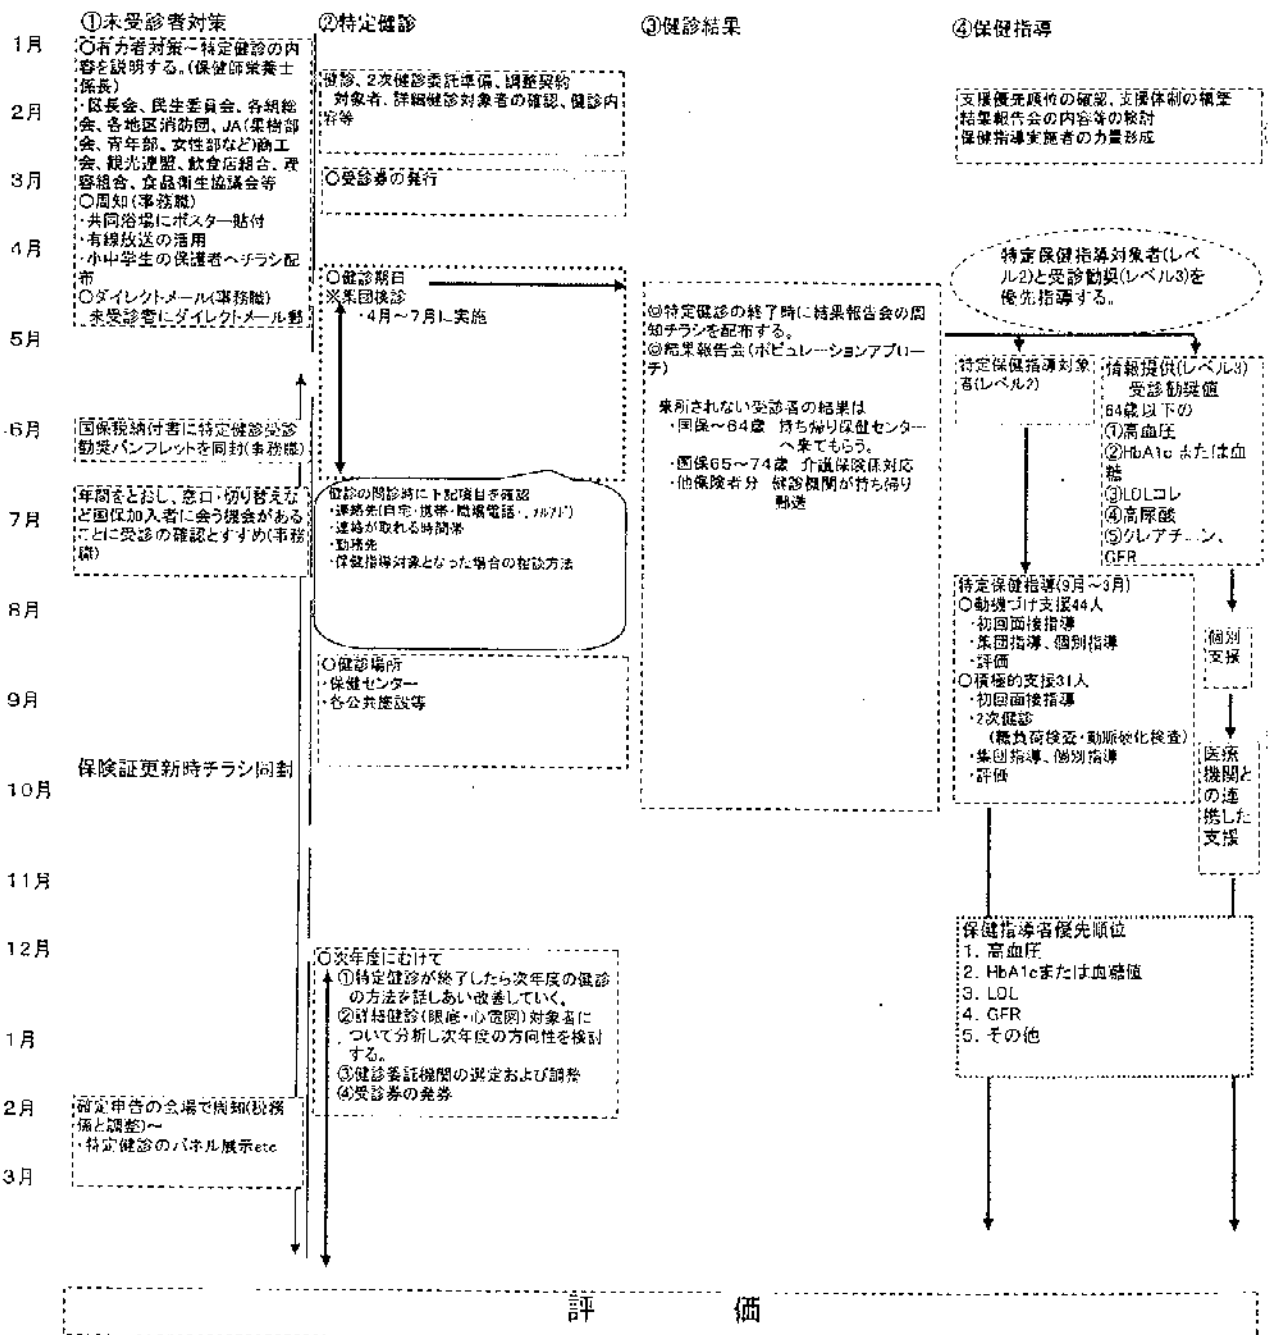 ①未受診者対策
②特定健診
③健診結果
④保健指導
1月
2月
3月
4月
5月
6月
7月
8月
9月
10月
11月
12月
1月
2月
3月
〇有力者対策～特定健診の内
容を説明する。(保健師栄養士
係長)
・区長会、民生委員会、各組総
会、各地区消防団、JA(果樹部
会、青年部、女性部など)商工
会、観光連盟、飲食店組合、理
容組合、食品衛生協議会等
〇周知(事務職)
・共同浴場にポスター貼付
・有線放送の活用
・小中学生の保護者へチラシ配
布
〇ダイレクトメール(事務職)
未受診者にダイレクトメール郵
国保税納付書に特定健診受診
勧奨パンフレットを同封(事務職)
年間をとおし、窓口・切り替えな
ど国保加入者に会う機会がある
ごとに受診の確認とすすめ(事務
職)
保険証更新時チラシ同封
確定申告の会場で周知(税務
係と調整)～
・特定健診のパネル展示etc
健診、2次健診委託準備、調整契約
対象者、詳細健診対象者の確認、健診内
容等
〇受診券の発行
〇健診期日
※集団検診
・4月～7月に実施
健診の問診時に下記項目を確認
・連絡先(自宅・携帯・職場電話・、メルアド)
・連絡が取れる時間帯
・勤務先
・保健指導対象となった場合の相談方法
〇健診場所
・保健センター
・各公共施設等
〇次年度にむけて
①特定健診が終了したら次年度の健診
の方法を話しあい改善していく。
②詳細健診(眼底・心電図)対象者に
ついて分析し次年度の方向性を検討
する。
③健診委託機関の選定および調整
④受診券の発券
◎特定健診の終了時に結果報告会の周
知チラシを配布する。
◎結果報告会(ポピュレーションアプロー
チ)
来所されない受診者の結果は
・国保～64歳 持ち帰り保健センター
へ来てもらう。
・国保65～74歳 介護保険係対応
・他保険者分 健診機関が持ち帰り
郵送
支援優先順位の確認、支援体制の構築
結果報告会の内容等の検討
保健指導実施者の力量形成
特定保健指導対象者(レベ
ル2)と受診勧奨(レベル3)を
優先指導する。
特定保健指導対象
者(レベル2)
情報提供(レベル3)
受診勧奨値
64歳以下の
①高血圧
②HbA1c または血
糖
③LDLコレ
④高尿酸
⑤クレアチニン、
GFR
特定保健指導(9月～3月)
〇動機づけ支援44人
・初回面接指導
・集団指導、個別指導
・評価
〇積極的支援31人
・初回面接指導
・2次健診
(糖負荷検査・動脈硬化検査)
・集団指導、個別指導
・評価
個別
支援
医療
機関と
の連
携した
支援
保健指導者優先順位
1. 高血圧
2. HbA1cまたは血糖値
3. LDL
4. GFR
5. その他
評 価